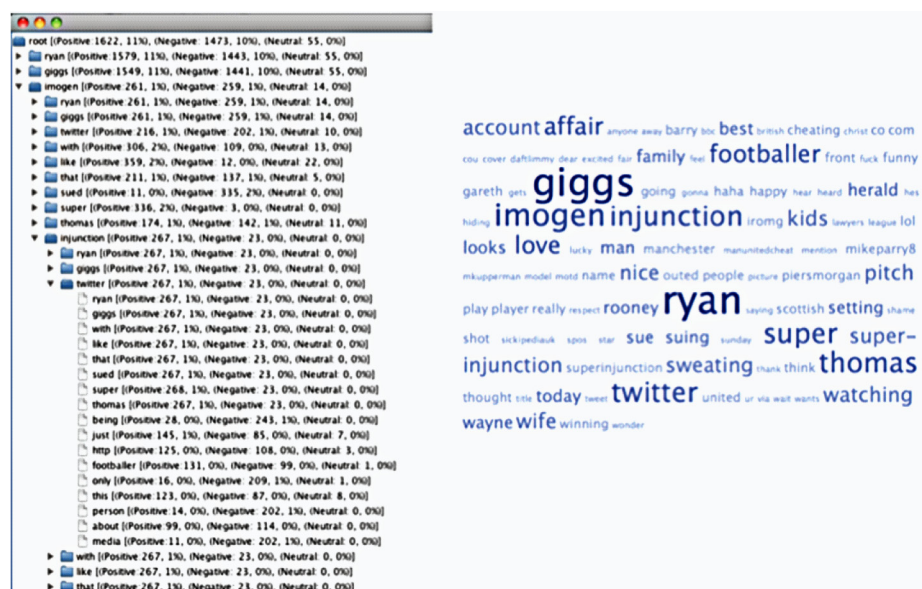 root [(Positive:1622, 11%), (Negative: 1473, 10%), (Neutral: 55, 0%)]
ryan [(Positive:1579, 11%), (Negative: 1443, 10%), (Neutral: 55, 0%)]
giggs [(Positive:1549, 11%), (Negative: 1441, 10%), (Neutral: 55, 0%)]
imogen [(Positive:261, 1%), (Negative: 259, 1%), (Neutral: 14, 0%)]
ryan [(Positive:261, 1%), (Negative: 259, 1%), (Neutral: 14, 0%)]
giggs [(Positive:261, 1%), (Negative: 259, 1%), (Neutral: 14, 0%)]
twitter [(Positive:216, 1%), (Negative: 202, 1%), (Neutral: 10, 0%)]
with [(Positive:306, 2%), (Negative: 109, 0%), (Neutral: 13, 0%)]
like [(Positive:359, 2%), (Negative: 12, 0%), (Neutral: 22, 0%)]
that [(Positive:211, 1%), (Negative: 137, 1%), (Neutral: 5, 0%)]
sued [(Positive:11, 0%), (Negative: 335, 2%), (Neutral: 0, 0%)]
super [(Positive:336, 2%), (Negative: 3, 0%), (Neutral: 0, 0%)]
thomas [(Positive:174, 1%), (Negative: 142, 1%), (Neutral: 11, 0%)]
injunction [(Positive:267, 1%), (Negative: 23, 0%), (Neutral: 0, 0%)]
ryan [(Positive:267, 1%), (Negative: 23, 0%), (Neutral: 0, 0%)]
giggs [(Positive:267, 1%), (Negative: 23, 0%), (Neutral: 0, 0%)]
twitter [(Positive:267, 1%), (Negative: 23, 0%), (Neutral: 0, 0%)]
ryan [(Positive:267, 1%), (Negative: 23, 0%), (Neutral: 0, 0%)]
giggs [(Positive:267, 1%), (Negative: 23, 0%), (Neutral: 0, 0%)]
with [(Positive:267, 1%), (Negative: 23, 0%), (Neutral: 0, 0%)]
like [(Positive:267, 1%), (Negative: 23, 0%), (Neutral: 0, 0%)]
that [(Positive:267, 1%), (Negative: 23, 0%), (Neutral: 0, 0%)]
sued [(Positive:267, 1%), (Negative: 23, 0%), (Neutral: 0, 0%)]
super [(Positive:268, 1%), (Negative: 23, 0%), (Neutral: 0, 0%)]
thomas [(Positive:267, 1%), (Negative: 23, 0%), (Neutral: 0, 0%)]
being [(Positive:28, 0%), (Negative: 243, 1%), (Neutral: 0, 0%)]
just [(Positive:145, 1%), (Negative: 85, 0%), (Neutral: 7, 0%)]
http [(Positive:125, 0%), (Negative: 108, 0%), (Neutral: 3, 0%)]
footballer [(Positive:131, 0%), (Negative: 99, 0%), (Neutral: 1, 0%)]
only [(Positive:16, 0%), (Negative: 209, 1%), (Neutral: 1, 0%)]
this [(Positive:123, 0%), (Negative: 87, 0%), (Neutral: 8, 0%)]
person [(Positive:14, 0%), (Negative: 202, 1%), (Neutral: 0, 0%)]
about [(Positive:99, 0%), (Negative: 114, 0%), (Neutral: 0, 0%)]
media [(Positive:11, 0%), (Negative: 202, 1%), (Neutral: 0, 0%)]
with [(Positive:267, 1%), (Negative: 23, 0%), (Neutral: 0, 0%)]
like [(Positive:267, 1%), (Negative: 23, 0%), (Neutral: 0, 0%)]
that [(Positive:267, 1%), (Negative: 23, 0%), (Neutral: 0, 0%)]
account affair anyone away barry bbc best british cheating christ co com
cou cover daftlimmy dear excited fair family feel footballer front fuck funny
gareth gets giggs going gonna haha happy hear heard herald hes
hiding imogen injunction iromg kids lawyers league lol
looks love lucky man manchester manunitedcheat mention mikeparry8
mkupperman model motd name nice outed people picture piersmorgan pitch
play player really respect rooney ryan saying scottish setting shame
shot sickipediauk spos star sue suing sunday super super-
injunction superinjunction sweating thank think thomas
thought title today tweet twitter united ur via wait wants watching
wayne wife winning wonder